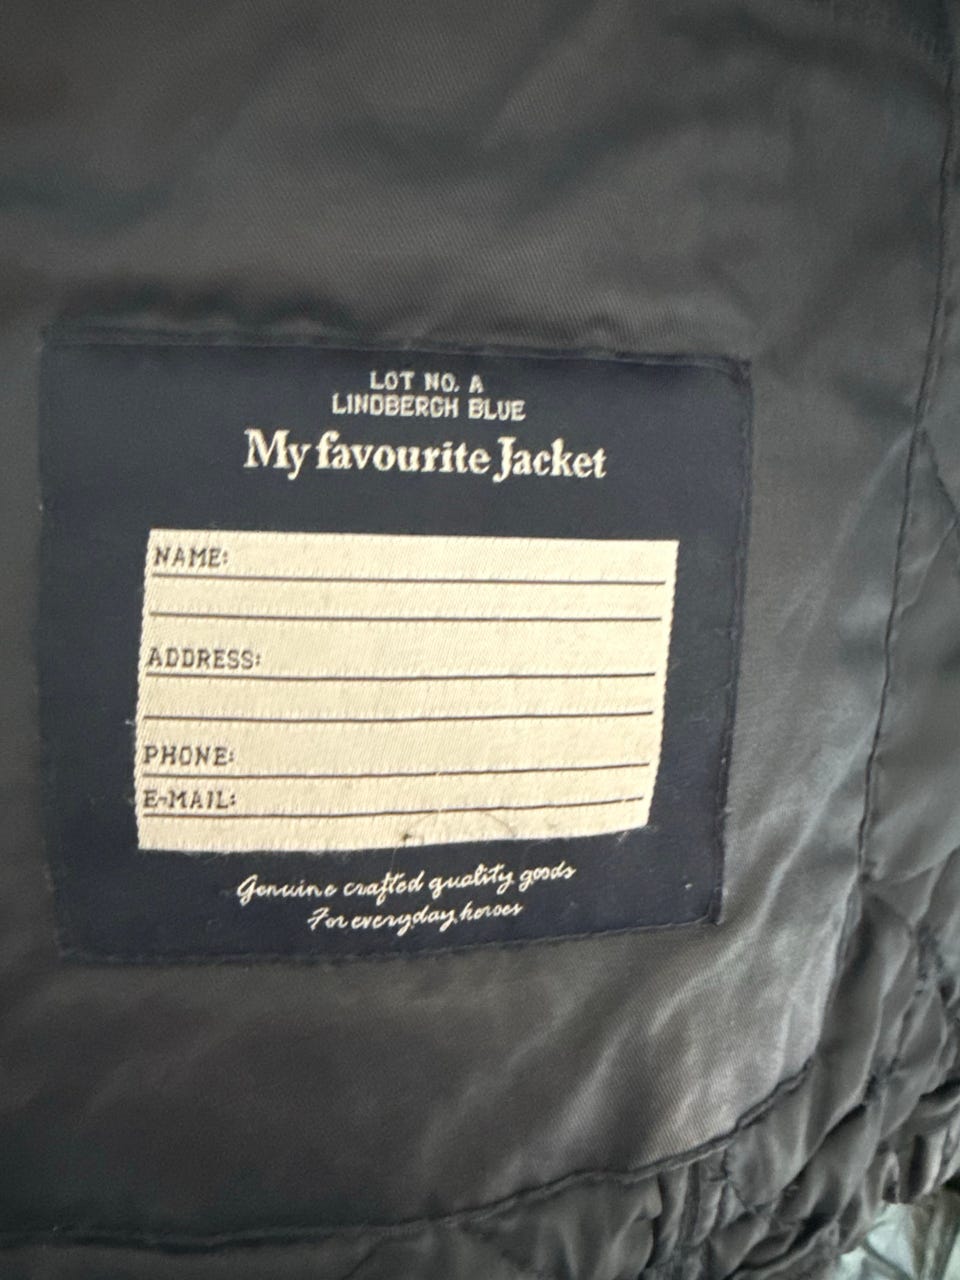 LOT NO. A
LINDBERGH BLUE
My favourite Jacket
NAME:
ADDRESS:
PHONE:
E-MAIL:
Genuine crafted quality goods
For everyday heroes